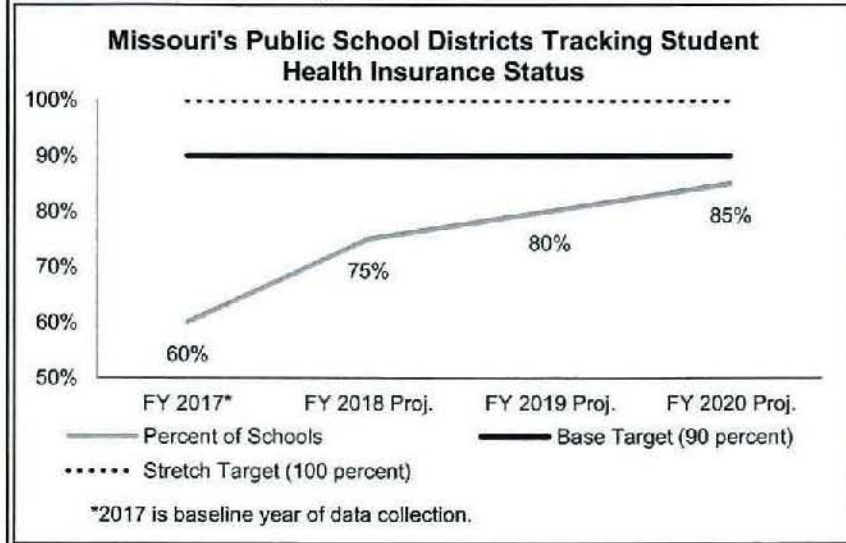 Missouri's Public School Districts Tracking Student
Health Insurance Status
100%
90%
80%
70%
60%
50%
60%
75%
80%
85%
FY 2017*
FY 2018 Proj.
FY 2019 Proj.
FY 2020 Proj.
Percent of Schools
Base Target (90 percent)
Stretch Target (100 percent)
*2017 is baseline year of data collection.